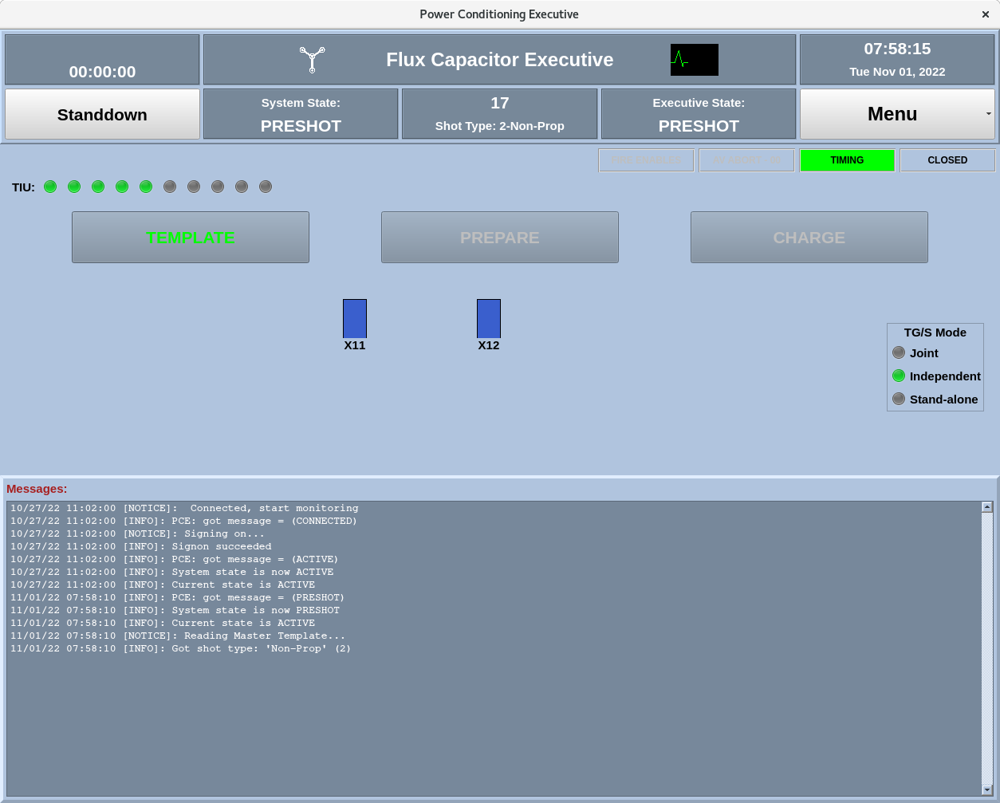 Power Conditioning Executive
×
00:00:00
Flux Capacitor Executive
07:58:15
Tue Nov 01, 2022
Standdown
System State:
PRESHOT
17
Shot Type: 2-Non-Prop
Executive State:
PRESHOT
Menu
TIMING
CLOSED
TIU:
TEMPLATE
PREPARE
CHARGE
X11
X12
TG/S Mode
Joint
Independent
Stand-alone
Messages:
10/27/22 11:02:00 [NOTICE]:  Connected, start monitoring
10/27/22 11:02:00 [INFO]: PCE: got message = (CONNECTED)
10/27/22 11:02:00 [NOTICE]: Signing on...
10/27/22 11:02:00 [INFO]: Signon succeeded
10/27/22 11:02:00 [INFO]: PCE: got message = (ACTIVE)
10/27/22 11:02:00 [INFO]: System state is now ACTIVE
10/27/22 11:02:00 [INFO]: Current state is ACTIVE
11/01/22 07:58:10 [INFO]: PCE: got message = (PRESHOT)
11/01/22 07:58:10 [INFO]: System state is now PRESHOT
11/01/22 07:58:10 [INFO]: Current state is ACTIVE
11/01/22 07:58:10 [NOTICE]: Reading Master Template...
11/01/22 07:58:10 [INFO]: Got shot type: 'Non-Prop' (2)